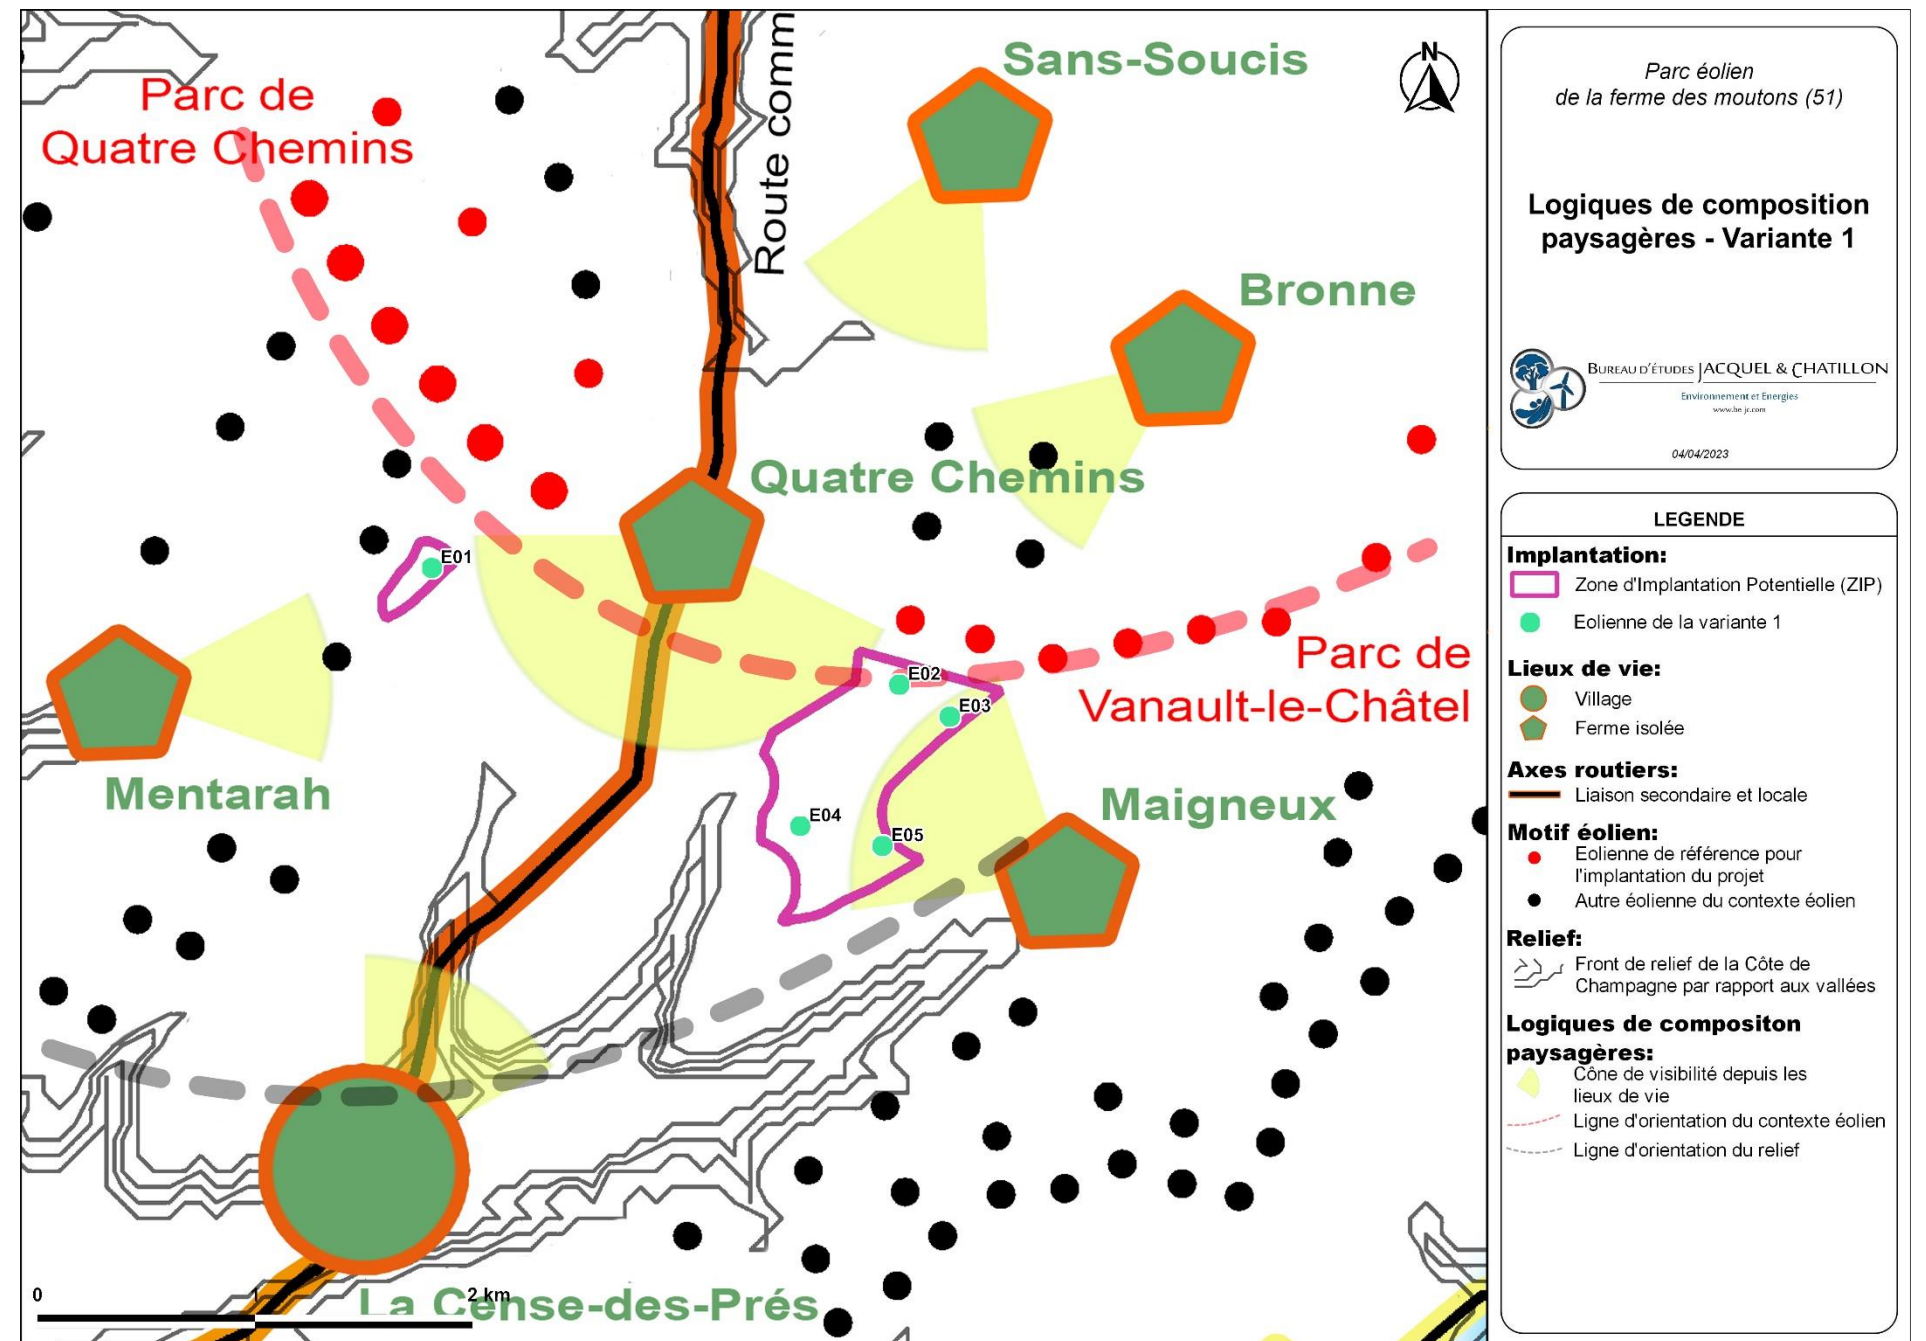 Sans-Soucis
Parc de
Quatre Chemins
Route comm
N
Bronne
Quatre Chemins
E01
E02
E03
E04
E05
Parc de
Vanault-le-Châtel
Mentarah
Maigneux
La Cense-des-Prés
0 1 2 km
Parc éolien
de la ferme des moutons (51)
Logiques de composition
paysagères - Variante 1
BUREAU D'ÉTUDES JACQUEL & CHATILLON
Environnement et Energies
www.be-jc.com
04/04/2023
LEGENDE
Implantation:
Zone d'Implantation Potentielle (ZIP)
Eolienne de la variante 1
Lieux de vie:
Village
Ferme isolée
Axes routiers:
Liaison secondaire et locale
Motif éolien:
Eolienne de référence pour
l'implantation du projet
Autre éolienne du contexte éolien
Relief:
Front de relief de la Côte de
Champagne par rapport aux vallées
Logiques de compositon
paysagères:
Cône de visibilité depuis les
lieux de vie
Ligne d'orientation du contexte éolien
Ligne d'orientation du relief